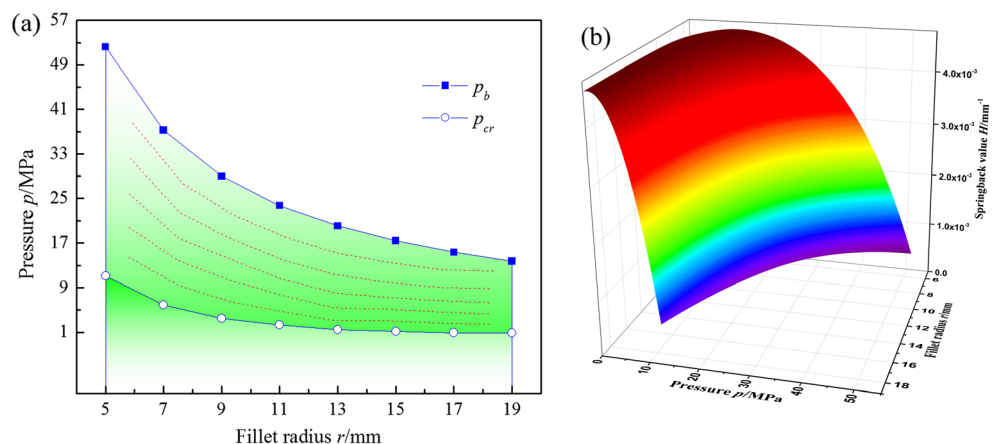 (a)
57
49
41
33
25
17
9
1
Pressure p/MPa
p_b
p_cr
5 7 9 11 13 15 17 19
Fillet radius r/mm
(b)
4.0×10⁻³
3.0×10⁻³
2.0×10⁻³
1.0×10⁻³
0.0
Springback value H/mm⁻¹
6
8
10
12
14
16
18
Fillet radius r/mm
0 10 20 30 40 50
Pressure p/MPa